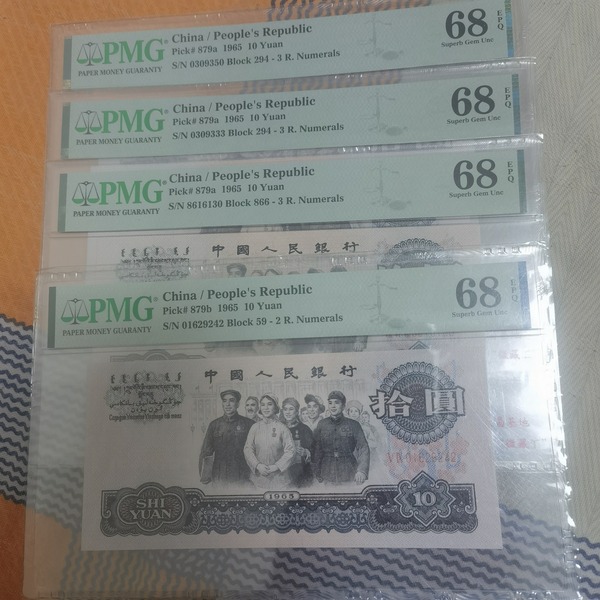 PMG
PAPER MONEY GUARANTY
China / People's Republic
Pick# 879a 1965 10 Yuan
S/N 0309350 Block 294 - 3 R. Numerals
68 EPQ
Superb Gem Unc
PMG
PAPER MONEY GUARANTY
China / People's Republic
Pick# 879a 1965 10 Yuan
S/N 0309333 Block 294 - 3 R. Numerals
68 EPQ
Superb Gem Unc
PMG
PAPER MONEY GUARANTY
China / People's Republic
Pick# 879a 1965 10 Yuan
S/N 8616130 Block 866 - 3 R. Numerals
68 EPQ
Superb Gem Unc
中國人民銀行
PMG
PAPER MONEY GUARANTY
China / People's Republic
Pick# 879b 1965 10 Yuan
S/N 01629242 Block 59 - 2 R. Numerals
68 EPQ
Superb Gem Unc
中國人民銀行
拾圓
01629242
1965
SHI
YUAN
10